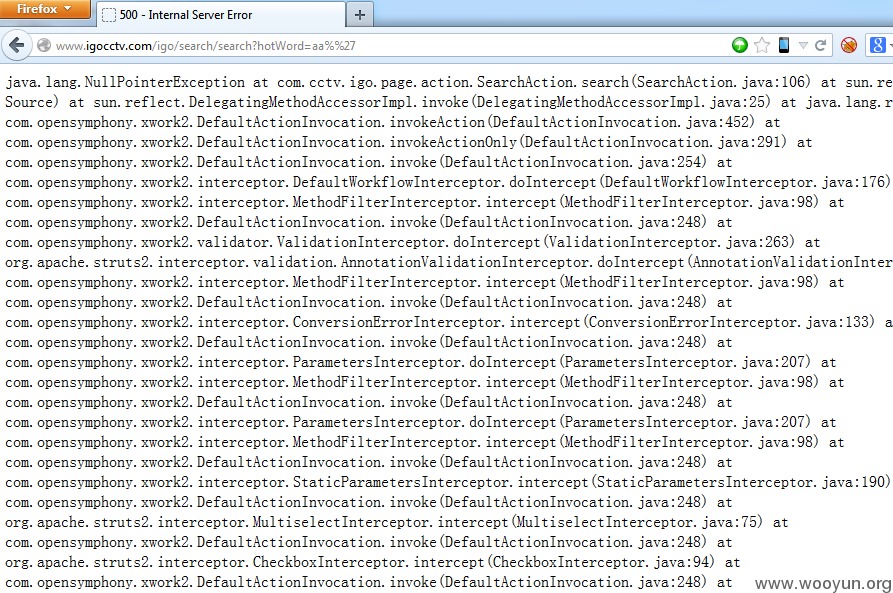 Firefox
500 - Internal Server Error
www.igocctv.com/igo/search/search?hotWord=aa%%27
java.lang.NullPointerException at com.cctv.igo.page.action.SearchAction.search(SearchAction.java:106) at sun.re
Source) at sun.reflect.DelegatingMethodAccessorImpl.invoke(DelegatingMethodAccessorImpl.java:25) at java.lang.r
com.opensymphony.xwork2.DefaultActionInvocation.invokeAction(DefaultActionInvocation.java:452) at
com.opensymphony.xwork2.DefaultActionInvocation.invokeActionOnly(DefaultActionInvocation.java:291) at
com.opensymphony.xwork2.DefaultActionInvocation.invoke(DefaultActionInvocation.java:254) at
com.opensymphony.xwork2.interceptor.DefaultWorkflowInterceptor.doIntercept(DefaultWorkflowInterceptor.java:176)
com.opensymphony.xwork2.interceptor.MethodFilterInterceptor.intercept(MethodFilterInterceptor.java:98) at
com.opensymphony.xwork2.DefaultActionInvocation.invoke(DefaultActionInvocation.java:248) at
com.opensymphony.xwork2.validator.ValidationInterceptor.doIntercept(ValidationInterceptor.java:263) at
org.apache.struts2.interceptor.validation.AnnotationValidationInterceptor.doIntercept(AnnotationValidationInter
com.opensymphony.xwork2.interceptor.MethodFilterInterceptor.intercept(MethodFilterInterceptor.java:98) at
com.opensymphony.xwork2.DefaultActionInvocation.invoke(DefaultActionInvocation.java:248) at
com.opensymphony.xwork2.interceptor.ConversionErrorInterceptor.intercept(ConversionErrorInterceptor.java:133) a
com.opensymphony.xwork2.DefaultActionInvocation.invoke(DefaultActionInvocation.java:248) at
com.opensymphony.xwork2.interceptor.ParametersInterceptor.doIntercept(ParametersInterceptor.java:207) at
com.opensymphony.xwork2.interceptor.MethodFilterInterceptor.intercept(MethodFilterInterceptor.java:98) at
com.opensymphony.xwork2.DefaultActionInvocation.invoke(DefaultActionInvocation.java:248) at
com.opensymphony.xwork2.interceptor.ParametersInterceptor.doIntercept(ParametersInterceptor.java:207) at
com.opensymphony.xwork2.interceptor.MethodFilterInterceptor.intercept(MethodFilterInterceptor.java:98) at
com.opensymphony.xwork2.DefaultActionInvocation.invoke(DefaultActionInvocation.java:248) at
com.opensymphony.xwork2.interceptor.StaticParametersInterceptor.intercept(StaticParametersInterceptor.java:190)
com.opensymphony.xwork2.DefaultActionInvocation.invoke(DefaultActionInvocation.java:248) at
org.apache.struts2.interceptor.MultiselectInterceptor.intercept(MultiselectInterceptor.java:75) at
com.opensymphony.xwork2.DefaultActionInvocation.invoke(DefaultActionInvocation.java:248) at
org.apache.struts2.interceptor.CheckboxInterceptor.intercept(CheckboxInterceptor.java:94) at
com.opensymphony.xwork2.DefaultActionInvocation.invoke(DefaultActionInvocation.java:248) at
www.wooyun.org